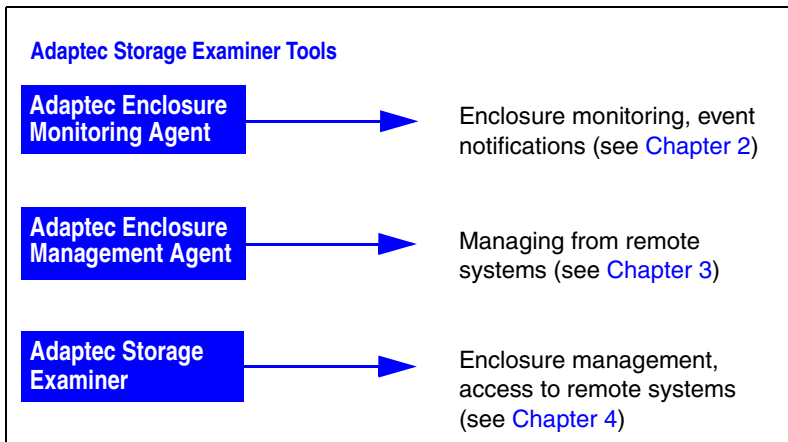 Adaptec Storage Examiner Tools
Adaptec Enclosure
Monitoring Agent
Enclosure monitoring, event
notifications (see Chapter 2)
Adaptec Enclosure
Management Agent
Managing from remote
systems (see Chapter 3)
Adaptec Storage
Examiner
Enclosure management,
access to remote systems
(see Chapter 4)